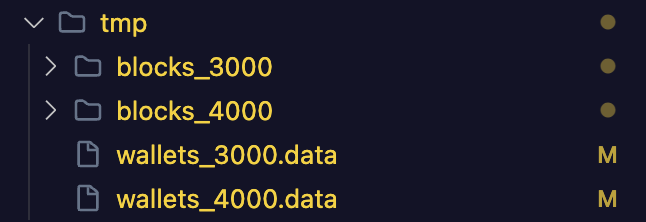 tmp
blocks_3000
blocks_4000
wallets_3000.data M
wallets_4000.data M